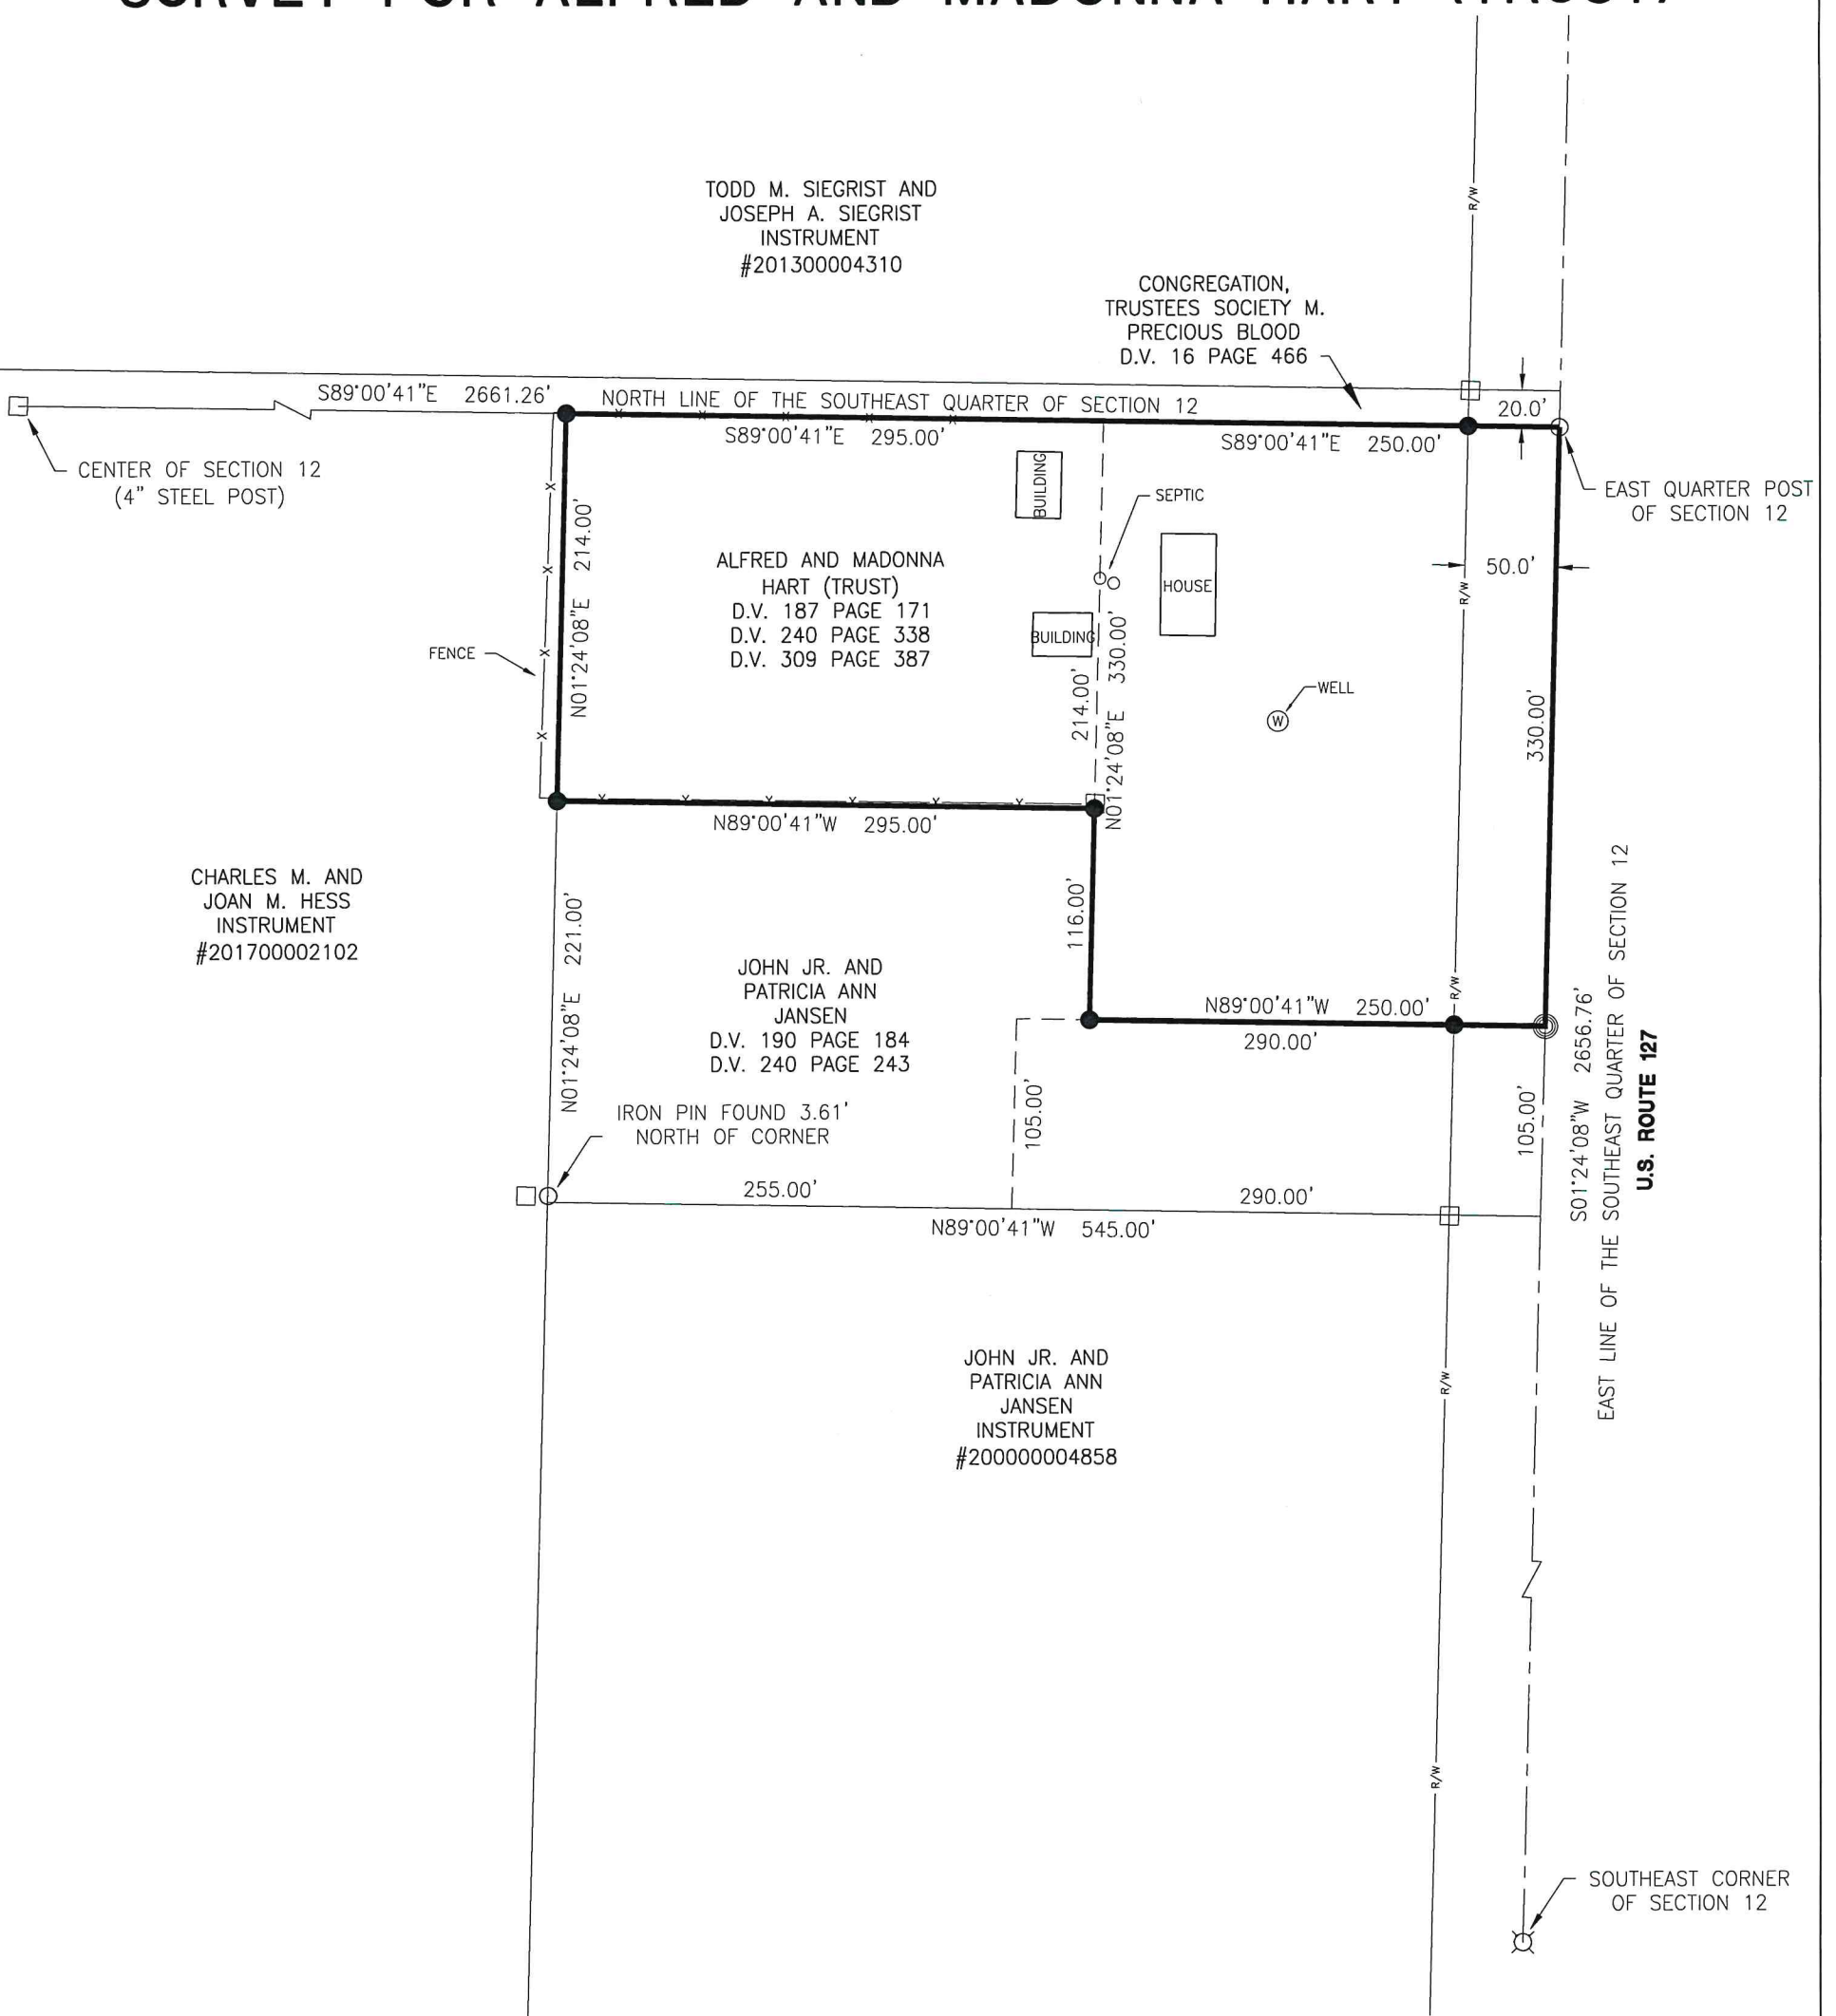 SURVEY FOR ALFRED AND MADONNA HART (TRUST)
R/W
TODD M. SIEGRIST AND
JOSEPH A. SIEGRIST
INSTRUMENT
#201300004310
CONGREGATION,
TRUSTEES SOCIETY M.
PRECIOUS BLOOD
D.V. 16 PAGE 466
S89°00'41"E 2661.26'
NORTH LINE OF THE SOUTHEAST QUARTER OF SECTION 12
20.0'
S89°00'41"E 295.00'
S89°00'41"E 250.00'
CENTER OF SECTION 12
(4" STEEL POST)
EAST QUARTER POST
OF SECTION 12
BUILDING
SEPTIC
N01°24'08"E 214.00'
ALFRED AND MADONNA
HART (TRUST)
D.V. 187 PAGE 171
D.V. 240 PAGE 338
D.V. 309 PAGE 387
HOUSE
50.0'
R/W
BUILDING
FENCE
214.00'
N01°24'08"E 330.00'
WELL
W
330.00'
N89°00'41"W 295.00'
CHARLES M. AND
JOAN M. HESS
INSTRUMENT
#201700002102
N01°24'08"E 221.00'
116.00'
JOHN JR. AND
PATRICIA ANN
JANSEN
D.V. 190 PAGE 184
D.V. 240 PAGE 243
N89°00'41"W 250.00'
R/W
290.00'
S01°24'08"W 2656.76'
EAST LINE OF THE SOUTHEAST QUARTER OF SECTION 12
U.S. ROUTE 127
IRON PIN FOUND 3.61'
NORTH OF CORNER
105.00'
105.00'
255.00'
290.00'
N89°00'41"W 545.00'
JOHN JR. AND
PATRICIA ANN
JANSEN
INSTRUMENT
#200000004858
R/W
R/W
SOUTHEAST CORNER
OF SECTION 12